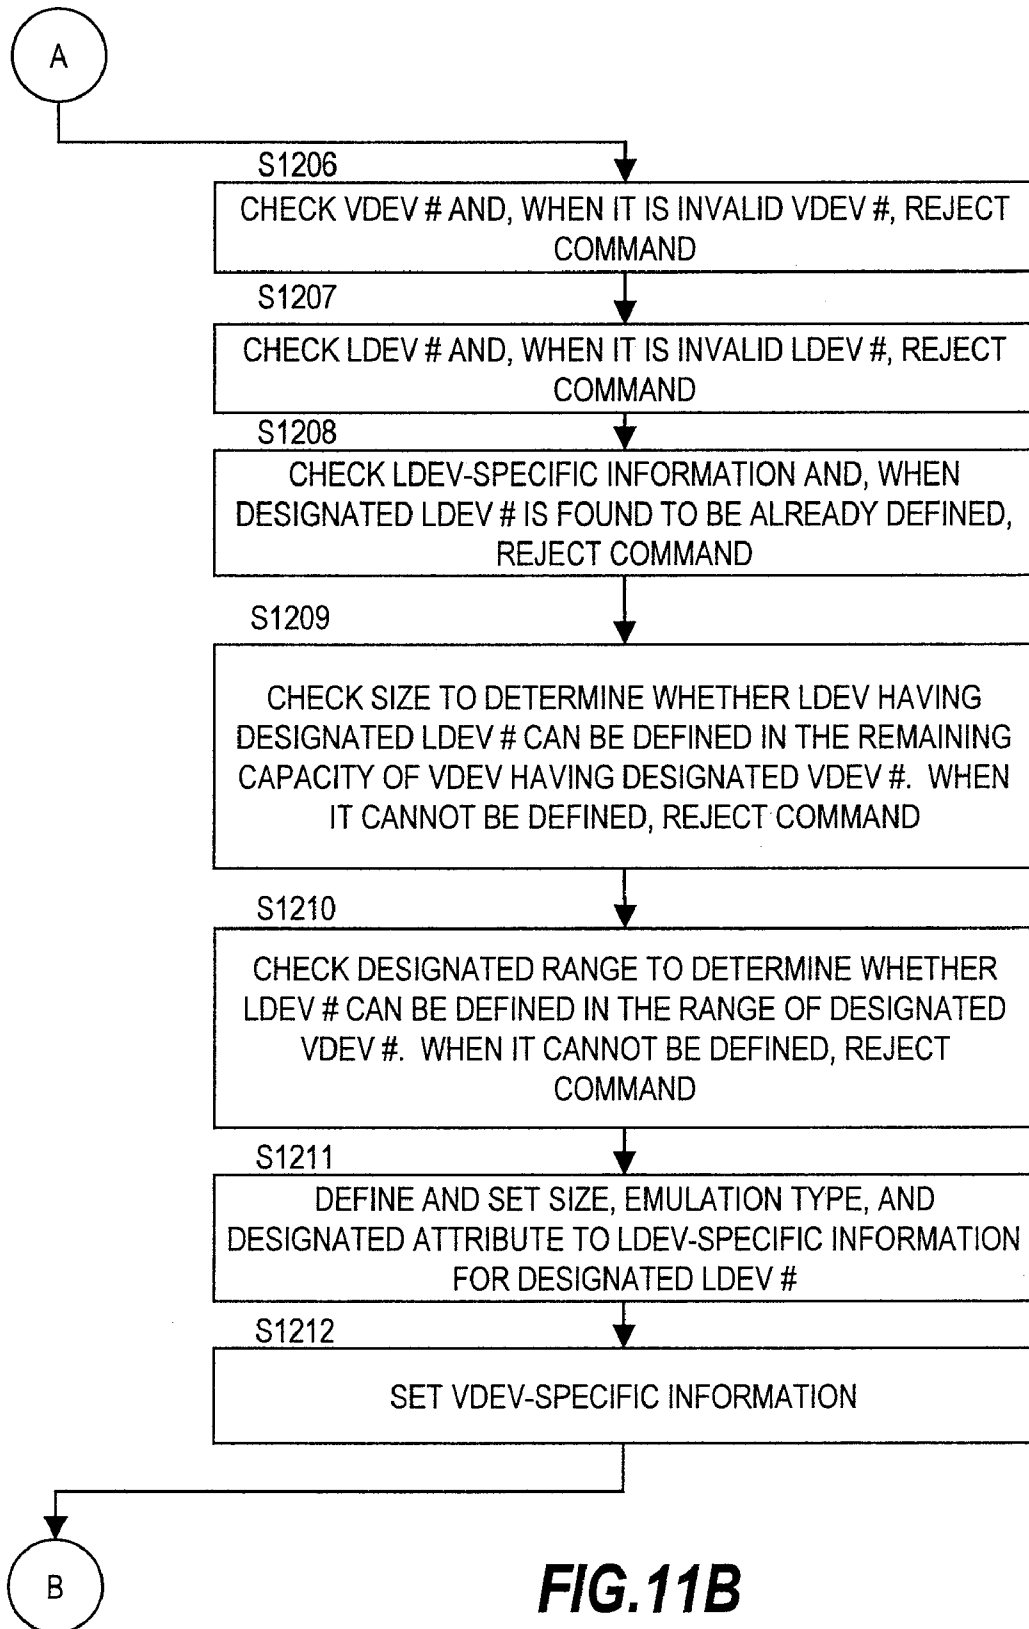 A
S1206
CHECK VDEV # AND, WHEN IT IS INVALID VDEV #, REJECT
COMMAND
S1207
CHECK LDEV # AND, WHEN IT IS INVALID LDEV #, REJECT
COMMAND
S1208
CHECK LDEV-SPECIFIC INFORMATION AND, WHEN
DESIGNATED LDEV # IS FOUND TO BE ALREADY DEFINED,
REJECT COMMAND
S1209
CHECK SIZE TO DETERMINE WHETHER LDEV HAVING
DESIGNATED LDEV # CAN BE DEFINED IN THE REMAINING
CAPACITY OF VDEV HAVING DESIGNATED VDEV #. WHEN
IT CANNOT BE DEFINED, REJECT COMMAND
S1210
CHECK DESIGNATED RANGE TO DETERMINE WHETHER
LDEV # CAN BE DEFINED IN THE RANGE OF DESIGNATED
VDEV #. WHEN IT CANNOT BE DEFINED, REJECT
COMMAND
S1211
DEFINE AND SET SIZE, EMULATION TYPE, AND
DESIGNATED ATTRIBUTE TO LDEV-SPECIFIC INFORMATION
FOR DESIGNATED LDEV #
S1212
SET VDEV-SPECIFIC INFORMATION
B
FIG.11B